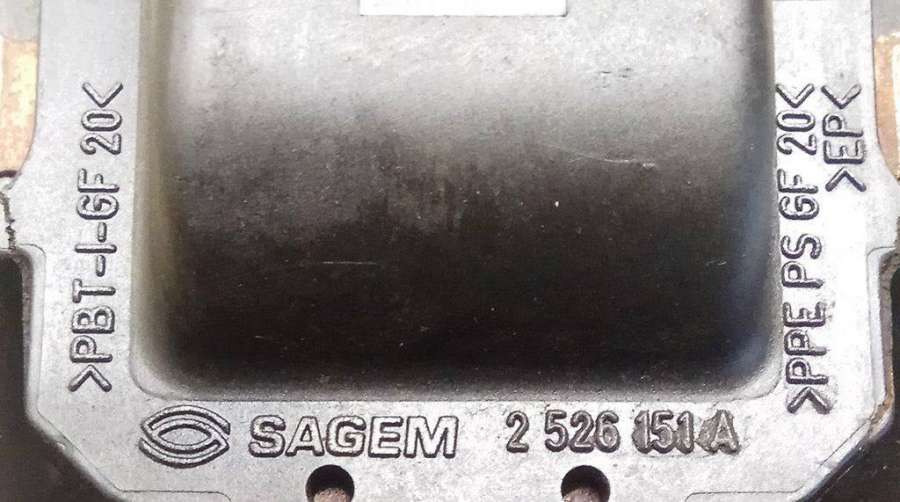 >PBT-I-GF 20<
>PPE PS GF 20<
>EP<
SAGEM 2 526 151 A